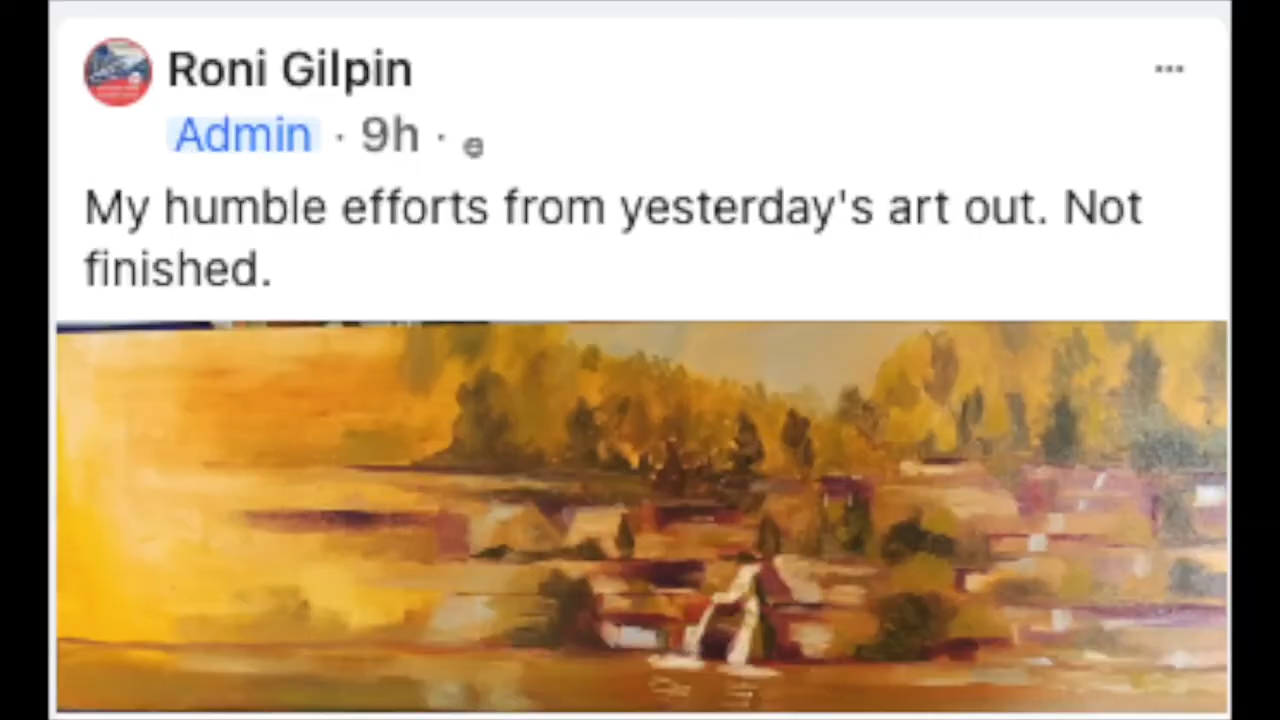 Roni Gilpin
Admin · 9h ·
My humble efforts from yesterday's art out. Not
finished.